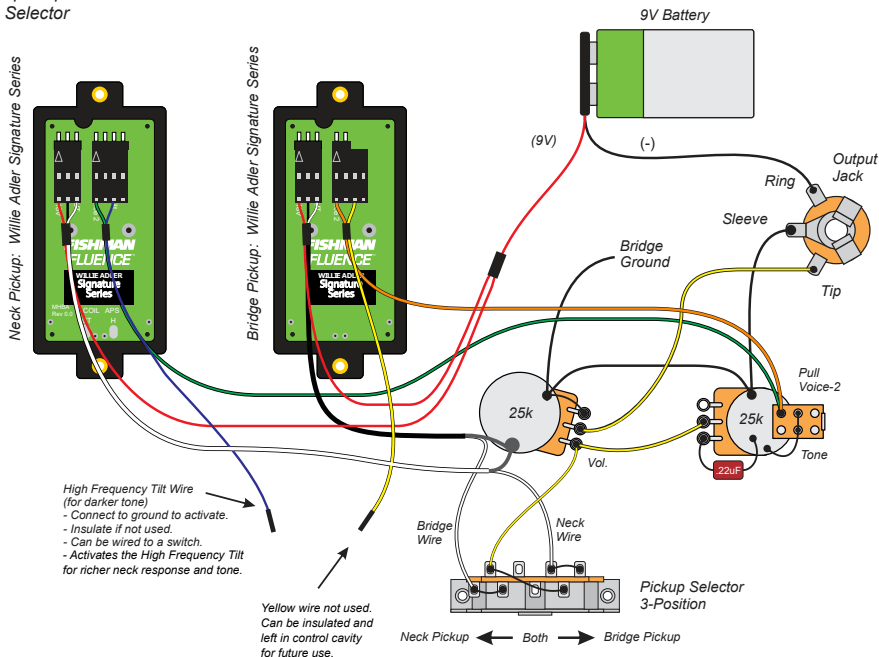 Selector
Neck Pickup: Willie Adler Signature Series
Bridge Pickup: Willie Adler Signature Series
9V Battery
(9V)
(-)
Output
Jack
Ring
Sleeve
Tip
Bridge
Ground
FISHMAN
FLUENCE
WILLIE ADLER
Signature
Series
MHBA
Rev 6.0
COIL APS
H
FISHMAN
FLUENCE
WILLIE ADLER
Signature
Series
25k
Vol.
25k
Pull
Voice-2
Tone
.22uF
High Frequency Tilt Wire
(for darker tone)
- Connect to ground to activate.
- Insulate if not used.
- Can be wired to a switch.
- Activates the High Frequency Tilt
for richer neck response and tone.
Yellow wire not used.
Can be insulated and
left in control cavity
for future use.
Bridge
Wire
Neck
Wire
Pickup Selector
3-Position
Neck Pickup
Both
Bridge Pickup